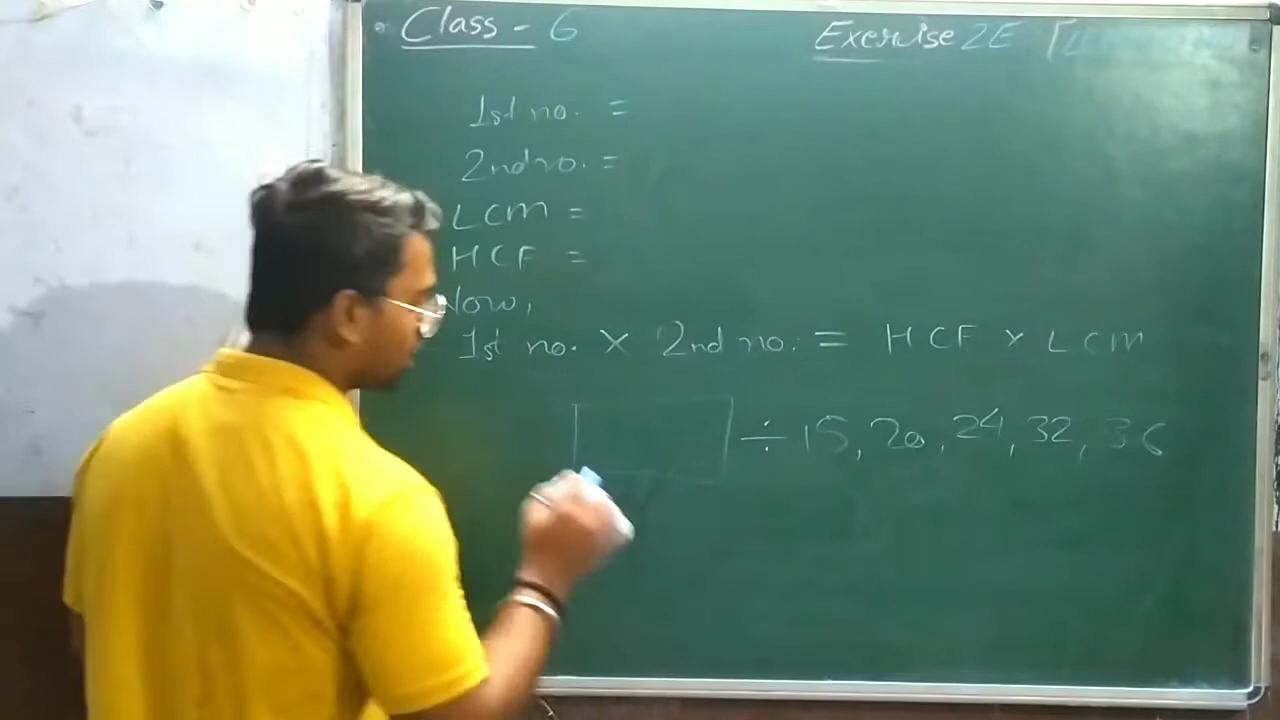 Class - 6
Exercise 2E
1st no. =
2nd no. =
LCM =
HCF =
Now,
1st no. × 2nd no. = HCF × LCM
÷ 15, 20, 24, 32, 36